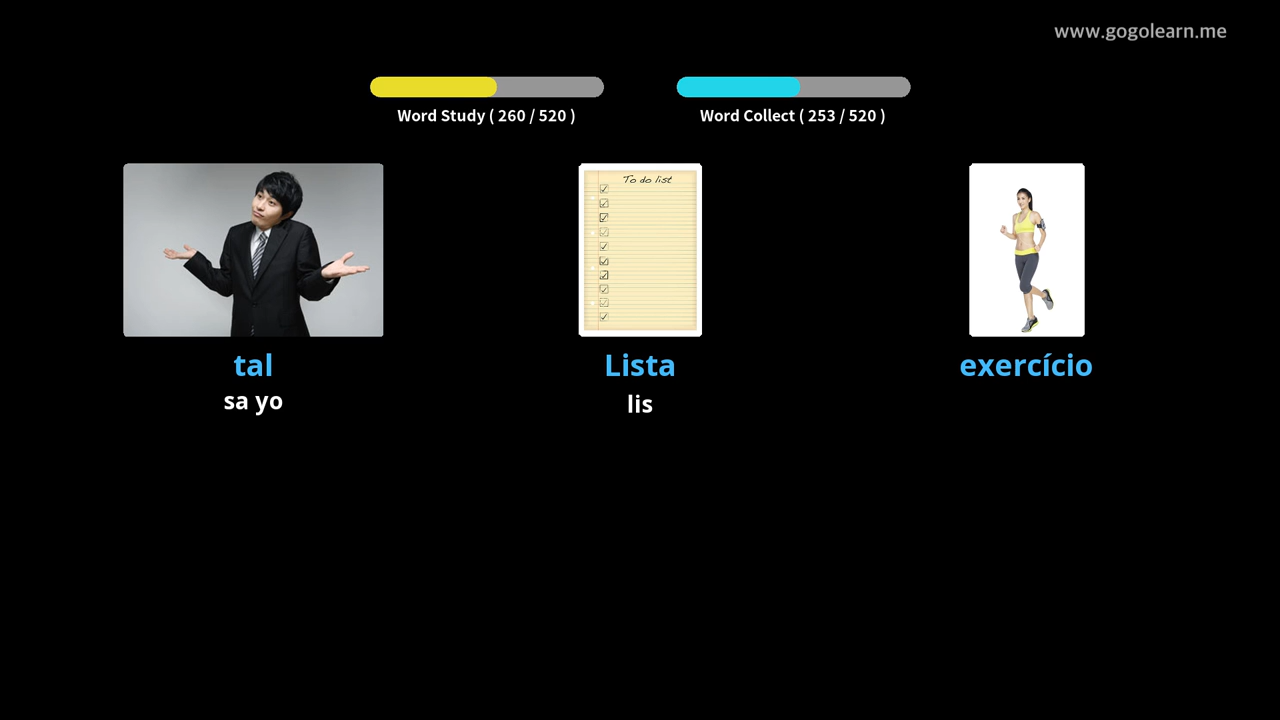 www.gogolearn.me
Word Study ( 260 / 520 )
Word Collect ( 253 / 520 )
To do list
tal
Lista
exercício
sa yo
lis